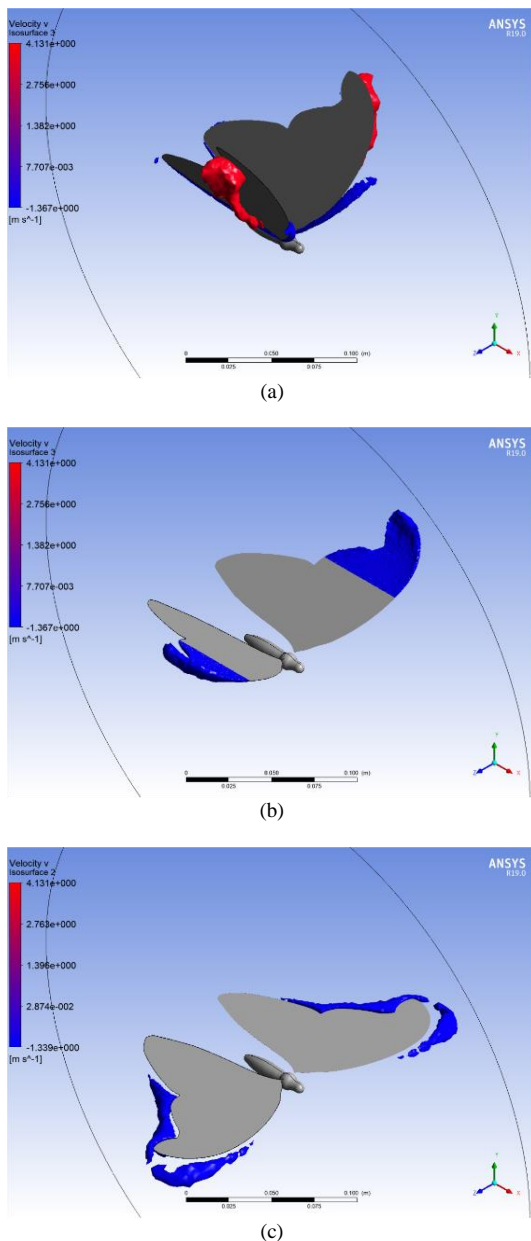 Velocity v
Isosurface 3
4.131e+000
2.756e+000
1.382e+000
7.707e-003
-1.367e+000
[m s^-1]
ANSYS
R19.0
0 0.050 0.100 (m)
0.025 0.075
Y
Z X
(a)
Velocity v
Isosurface 3
4.131e+000
2.756e+000
1.382e+000
7.707e-003
-1.367e+000
[m s^-1]
ANSYS
R19.0
0 0.050 0.100 (m)
0.025 0.075
Y
Z X
(b)
Velocity v
Isosurface 2
4.131e+000
2.763e+000
1.396e+000
2.874e-002
-1.339e+000
[m s^-1]
ANSYS
R19.0
0 0.050 0.100 (m)
0.025 0.075
Y
Z X
(c)